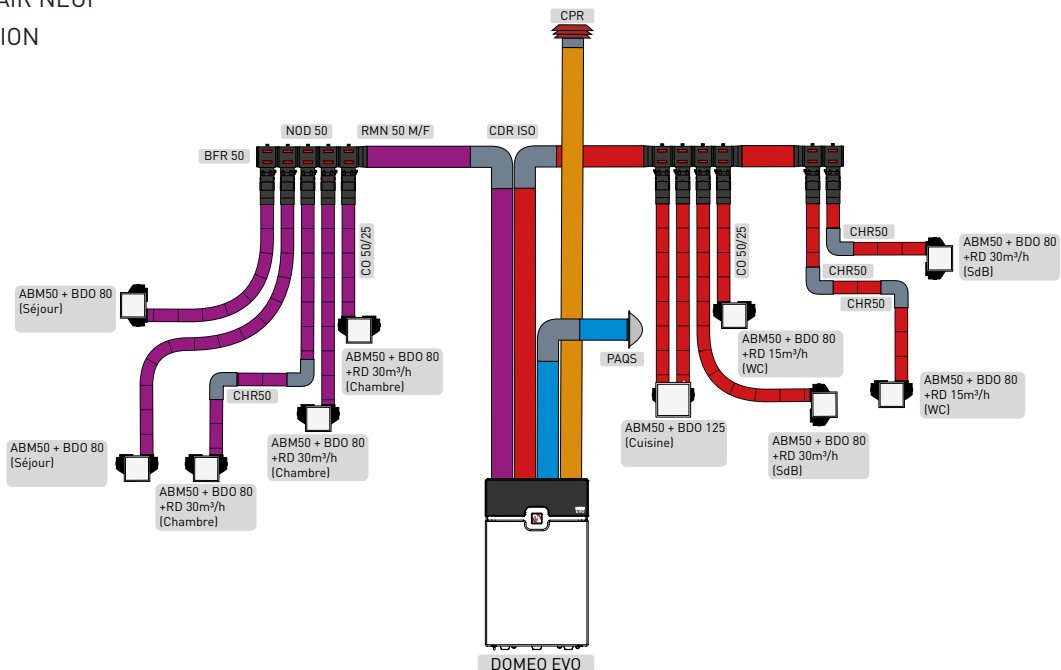 AIR NEUF
ION
CPR
NOD 50
RMN 50 M/F
CDR ISO
BFR 50
CO 50/25
CO 50/25
CHR50
ABM50 + BDO 80
+RD 30m³/h
(SdB)
CHR50
CHR50
ABM50 + BDO 80
(Séjour)
PAQS
ABM50 + BDO 80
+RD 30m³/h
(Chambre)
ABM50 + BDO 80
+RD 15m³/h
(WC)
CHR50
ABM50 + BDO 80
+RD 15m³/h
(WC)
ABM50 + BDO 125
(Cuisine)
ABM50 + BDO 80
+RD 30m³/h
(SdB)
ABM50 + BDO 80
+RD 30m³/h
(Chambre)
ABM50 + BDO 80
(Séjour)
ABM50 + BDO 80
+RD 30m³/h
(Chambre)
DOMEO EVO